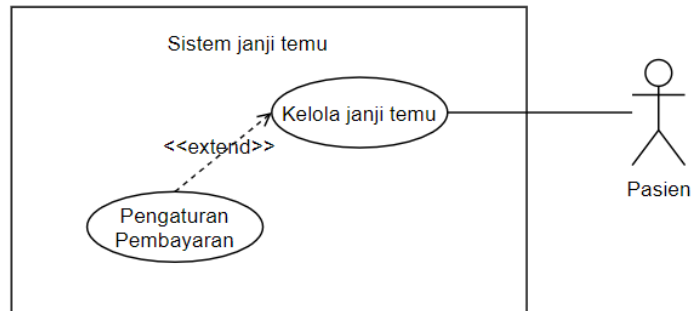 Sistem janji temu
Kelola janji temu
<<extend>>
Pengaturan
Pembayaran
Pasien